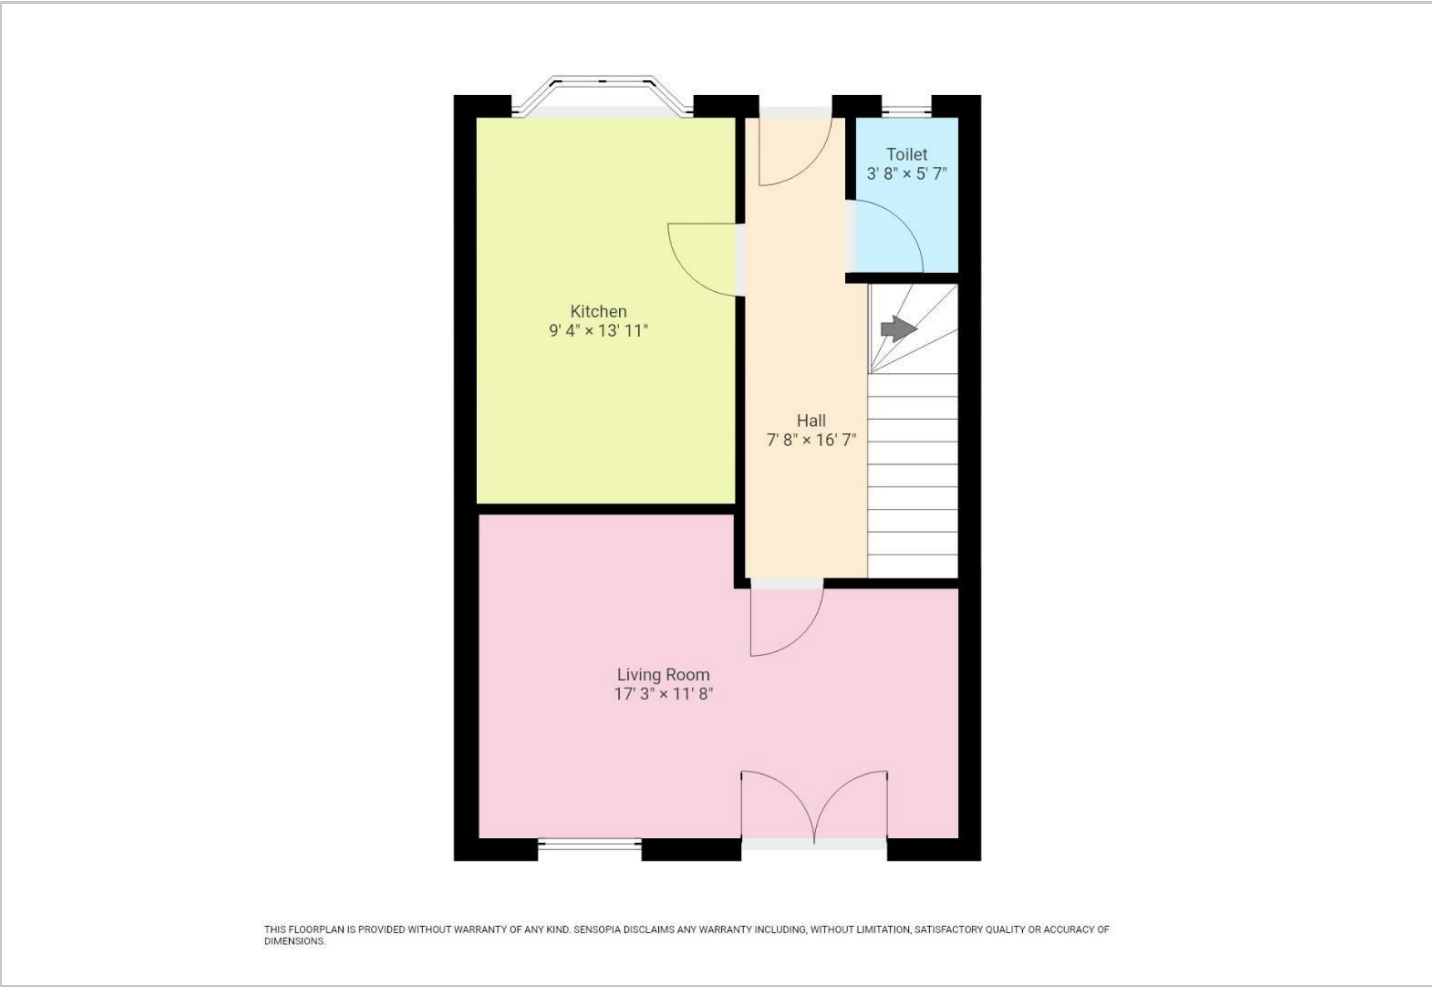 Toilet
3' 8" × 5' 7"
Kitchen
9' 4" × 13' 11"
Hall
7' 8" × 16' 7"
Living Room
17' 3" × 11' 8"
THIS FLOORPLAN IS PROVIDED WITHOUT WARRANTY OF ANY KIND. SENSOPIA DISCLAIMS ANY WARRANTY INCLUDING, WITHOUT LIMITATION, SATISFACTORY QUALITY OR ACCURACY OF
DIMENSIONS.